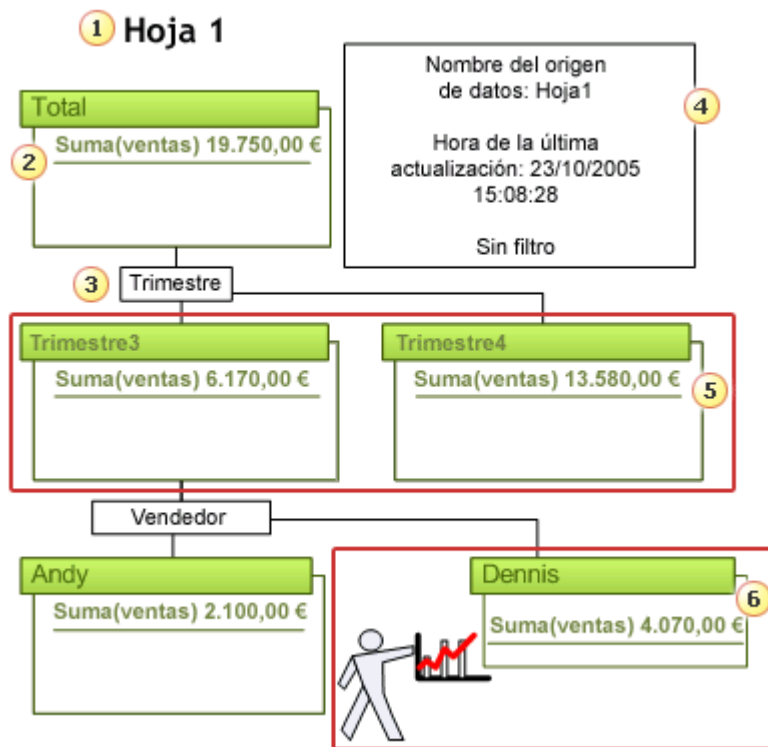 1 Hoja 1
Nombre del origen
de datos: Hoja1
4
Hora de la última
actualización: 23/10/2005
15:08:28
Sin filtro
Total
2 Suma(ventas) 19.750,00 €
3 Trimestre
Trimestre3
Suma(ventas) 6.170,00 €
Trimestre4
Suma(ventas) 13.580,00 €
5
Vendedor
Andy
Suma(ventas) 2.100,00 €
Dennis
6
Suma(ventas) 4.070,00 €